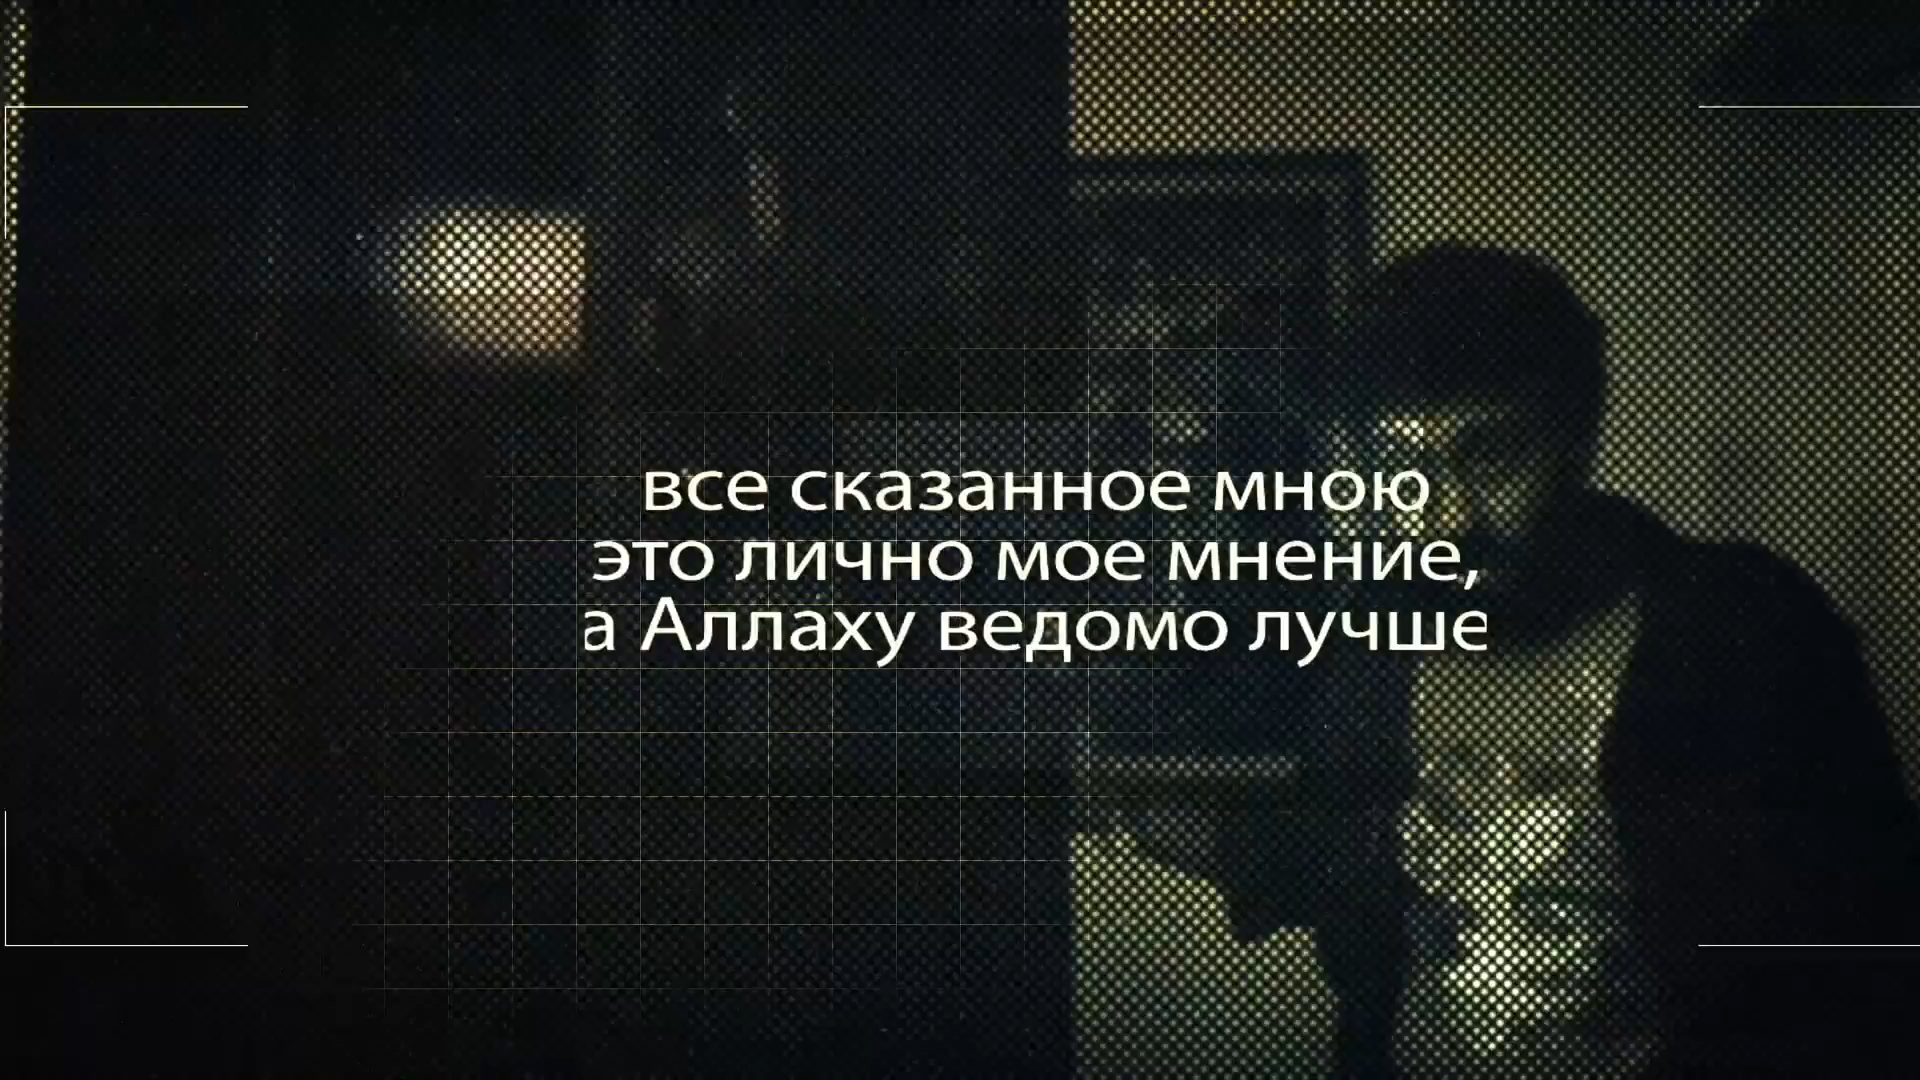 все сказанное мною
это лично мое мнение,
а Аллаху ведомо лучше